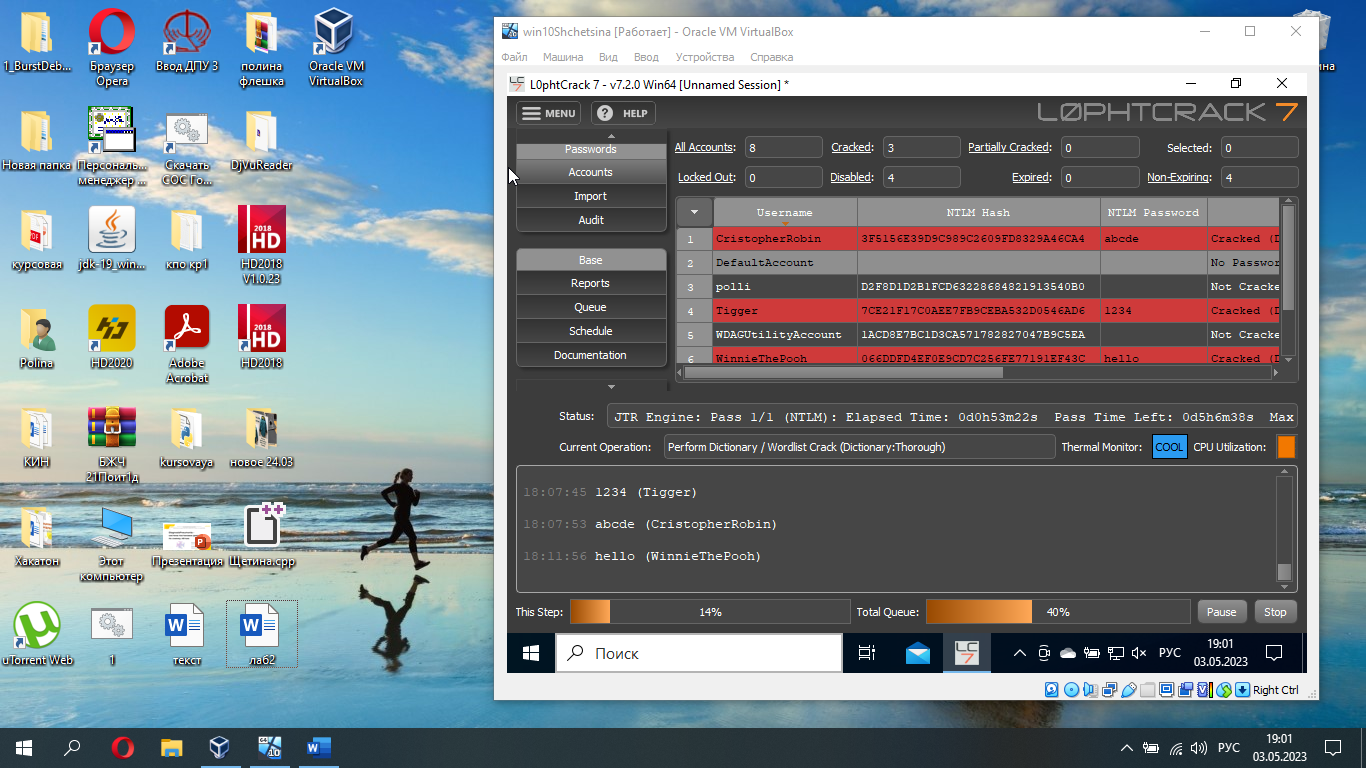 1_BurstDeb...
Браузер Opera
Ввод ДПУ 3
полина флешка
Oracle VM VirtualBox
Новая папка
Персональ... менеджер ...
Скачать СОС Го...
DjVuReader
курсовая
jdk-19_win...
кпо кр1
HD2018 V1.0.23
Polina
HD2020
Adobe Acrobat
HD2018
КИН
БЖЧ 21Поит1д
kursovaya
новое 24.03
Хакатон
Этот компьютер
Презентация
Щетина.cpp
uTorrent Web
1
текст
лаб2
win10Shchetsina [Работает] - Oracle VM VirtualBox
Файл Машина Вид Ввод Устройства Справка
L0phtCrack 7 - v7.2.0 Win64 [Unnamed Session] *
MENU HELP
LØPHTCRACK 7
Passwords
Accounts
Import
Audit
Base
Reports
Queue
Schedule
Documentation
All Accounts: 8 Cracked: 3 Partially Cracked: 0 Selected: 0
Locked Out: 0 Disabled: 4 Expired: 0 Non-Expiring: 4
Username NTLM Hash NTLM Password
1 CristopherRobin 3F5156E39D9C989C2609FD8329A46CA4 abcde Cracked (D
2 DefaultAccount No Passwor
3 polli D2F8D1D2B1FCD63228684821913540B0 Not Cracke
4 Tigger 7CE21F17C0AEE7FB9CEBA532D0546AD6 1234 Cracked (D
5 WDAGUtilityAccount 1ACD8E7BC1D3CA571782827047B9C5EA Not Cracke
6 WinnieThePooh 066DDFD4EF0E9CD7C256FE77191EF43C hello Cracked (D
Status: JTR Engine: Pass 1/1 (NTLM): Elapsed Time: 0d0h53m22s Pass Time Left: 0d5h6m38s Max
Current Operation: Perform Dictionary / Wordlist Crack (Dictionary:Thorough) Thermal Monitor: COOL CPU Utilization:
18:07:45 1234 (Tigger)
18:07:53 abcde (CristopherRobin)
18:11:56 hello (WinnieThePooh)
This Step: 14% Total Queue: 40% Pause Stop
Поиск
РУС
19:01
03.05.2023
Right Ctrl
РУС
19:01
03.05.2023